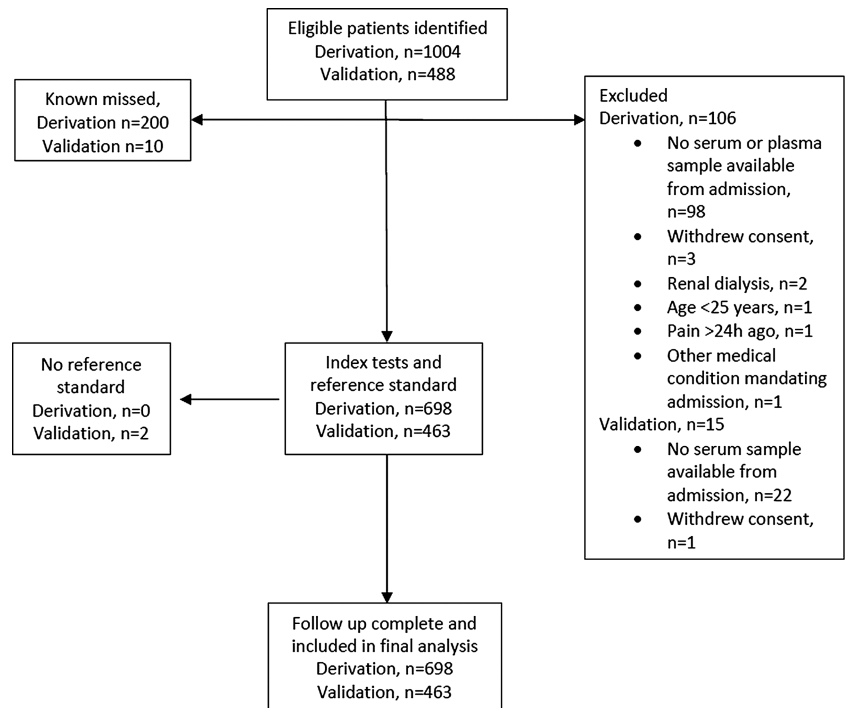 Eligible patients identified
Derivation, n=1004
Validation, n=488
Known missed,
Derivation n=200
Validation n=10
Excluded
Derivation, n=106
• No serum or plasma
sample available
from admission,
n=98
• Withdrew consent,
n=3
• Renal dialysis, n=2
• Age <25 years, n=1
• Pain >24h ago, n=1
• Other medical
condition mandating
admission, n=1
Validation, n=15
• No serum sample
available from
admission, n=22
• Withdrew consent,
n=1
No reference
standard
Derivation, n=0
Validation, n=2
Index tests and
reference standard
Derivation, n=698
Validation, n=463
Follow up complete and
included in final analysis
Derivation, n=698
Validation, n=463